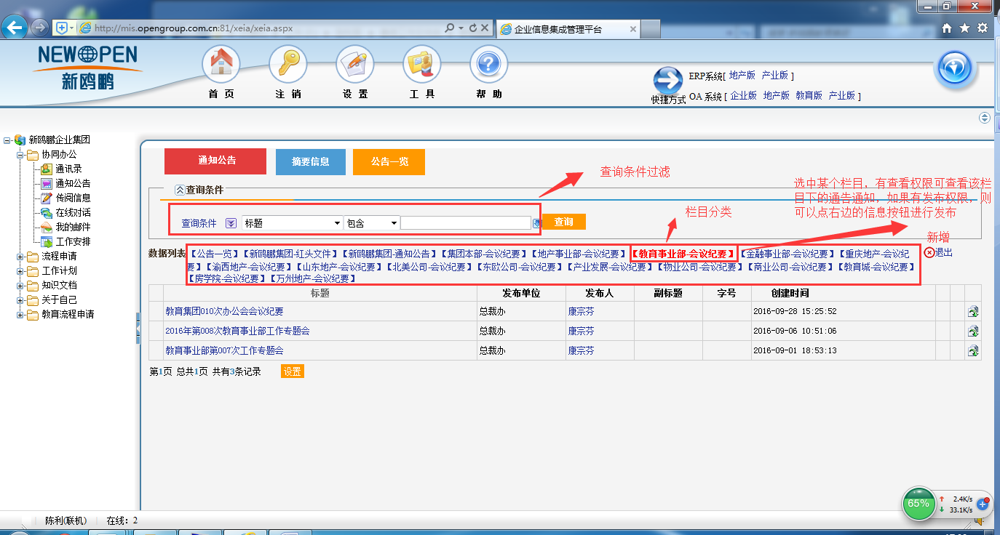 http://mis.opengroup.com.cn:81/xeia/xeia.aspx
企业信息集成管理平台
NEW OPEN
新鸥鹏
首 页
注 销
设 置
工 具
帮 助
快捷方式
ERP系统[ 地产版 产业版 ]
OA 系统 [ 企业版 地产版 教育版 产业版 ]
新鸥鹏企业集团
协同办公
通讯录
通知公告
传阅信息
在线对话
我的邮件
工作安排
流程申请
工作计划
知识文档
关于自己
教育流程申请
通知公告
摘要信息
公告一览
查询条件
查询条件过滤
选中某个栏目，有查看权限可查看该栏
目下的通告通知，如果有发布权限，则
可以点右边的信息按钮进行发布
栏目分类
查询条件 标题 包含 查询
新增
退出
数据列表【公告一览】【新鸥鹏集团-红头文件】【新鸥鹏集团-通知公告】【集团本部-会议纪要】【地产事业部-会议纪要】【教育事业部-会议纪要】【金融事业部-会议纪要】【重庆地产-会议纪
要】【渝西地产-会议纪要】【山东地产-会议纪要】【北美公司-会议纪要】【东欧公司-会议纪要】【产业发展-会议纪要】【物业公司-会议纪要】【商业公司-会议纪要】【教育城-会议纪要】
【房学院-会议纪要】【万州地产-会议纪要】
标题 发布单位 发布人 副标题 字号 创建时间
教育集团010次办公会会议纪要 总裁办 康宗芬 2016-09-28 15:25:52
2016年第008次教育事业部工作专题会 总裁办 康宗芬 2016-09-06 10:51:06
教育事业部第007次工作专题会 总裁办 康宗芬 2016-09-01 18:53:13
第1页 总共1页 共有3条记录 设置
65%
2.4K/s
33.1K/s
陈利(联机) 在线：2